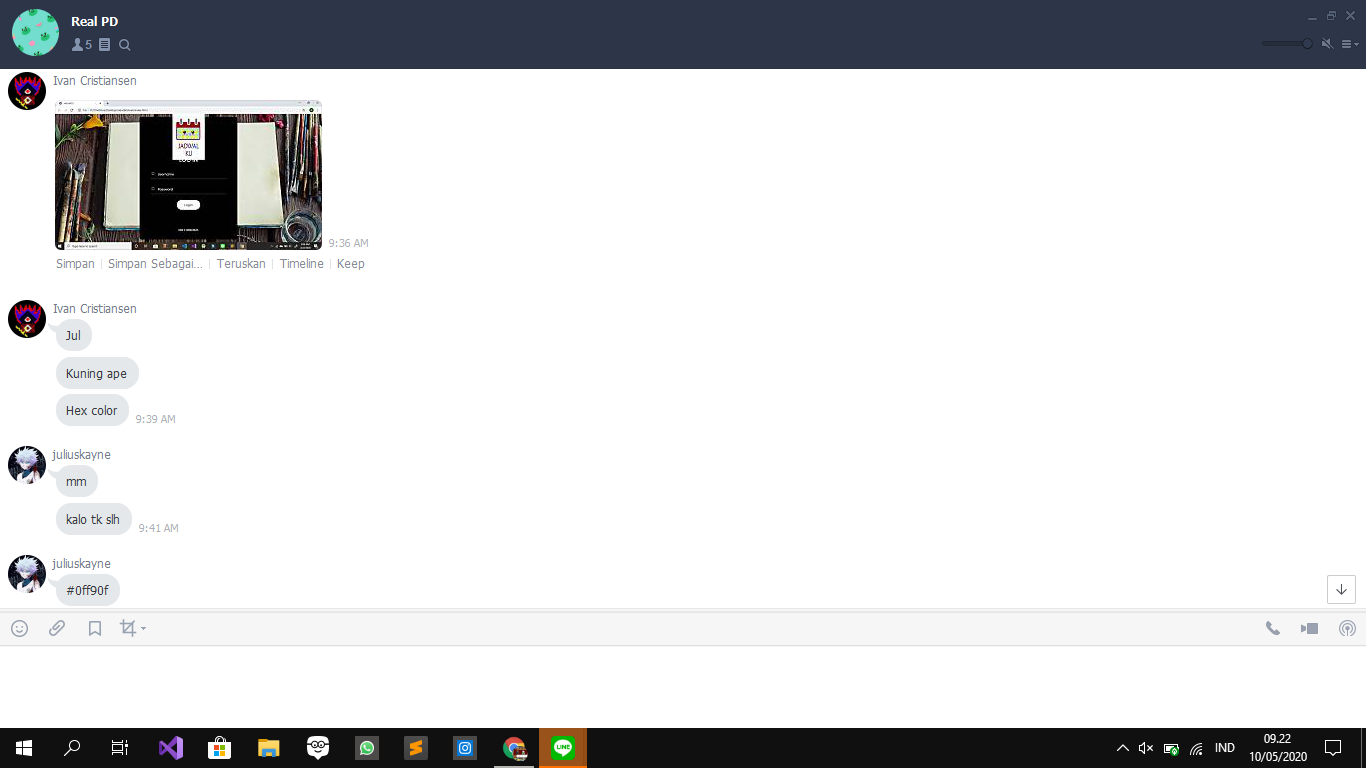 Real PD
5
Ivan Cristiansen
JADWAL
KU
Username
Password
Login
9:36 AM
Simpan
Simpan Sebagai...
Teruskan
Timeline
Keep
Ivan Cristiansen
Jul
Kuning ape
Hex color
9:39 AM
juliuskayne
mm
kalo tk slh
9:41 AM
juliuskayne
#0ff90f
LINE
IND
09.22
10/05/2020